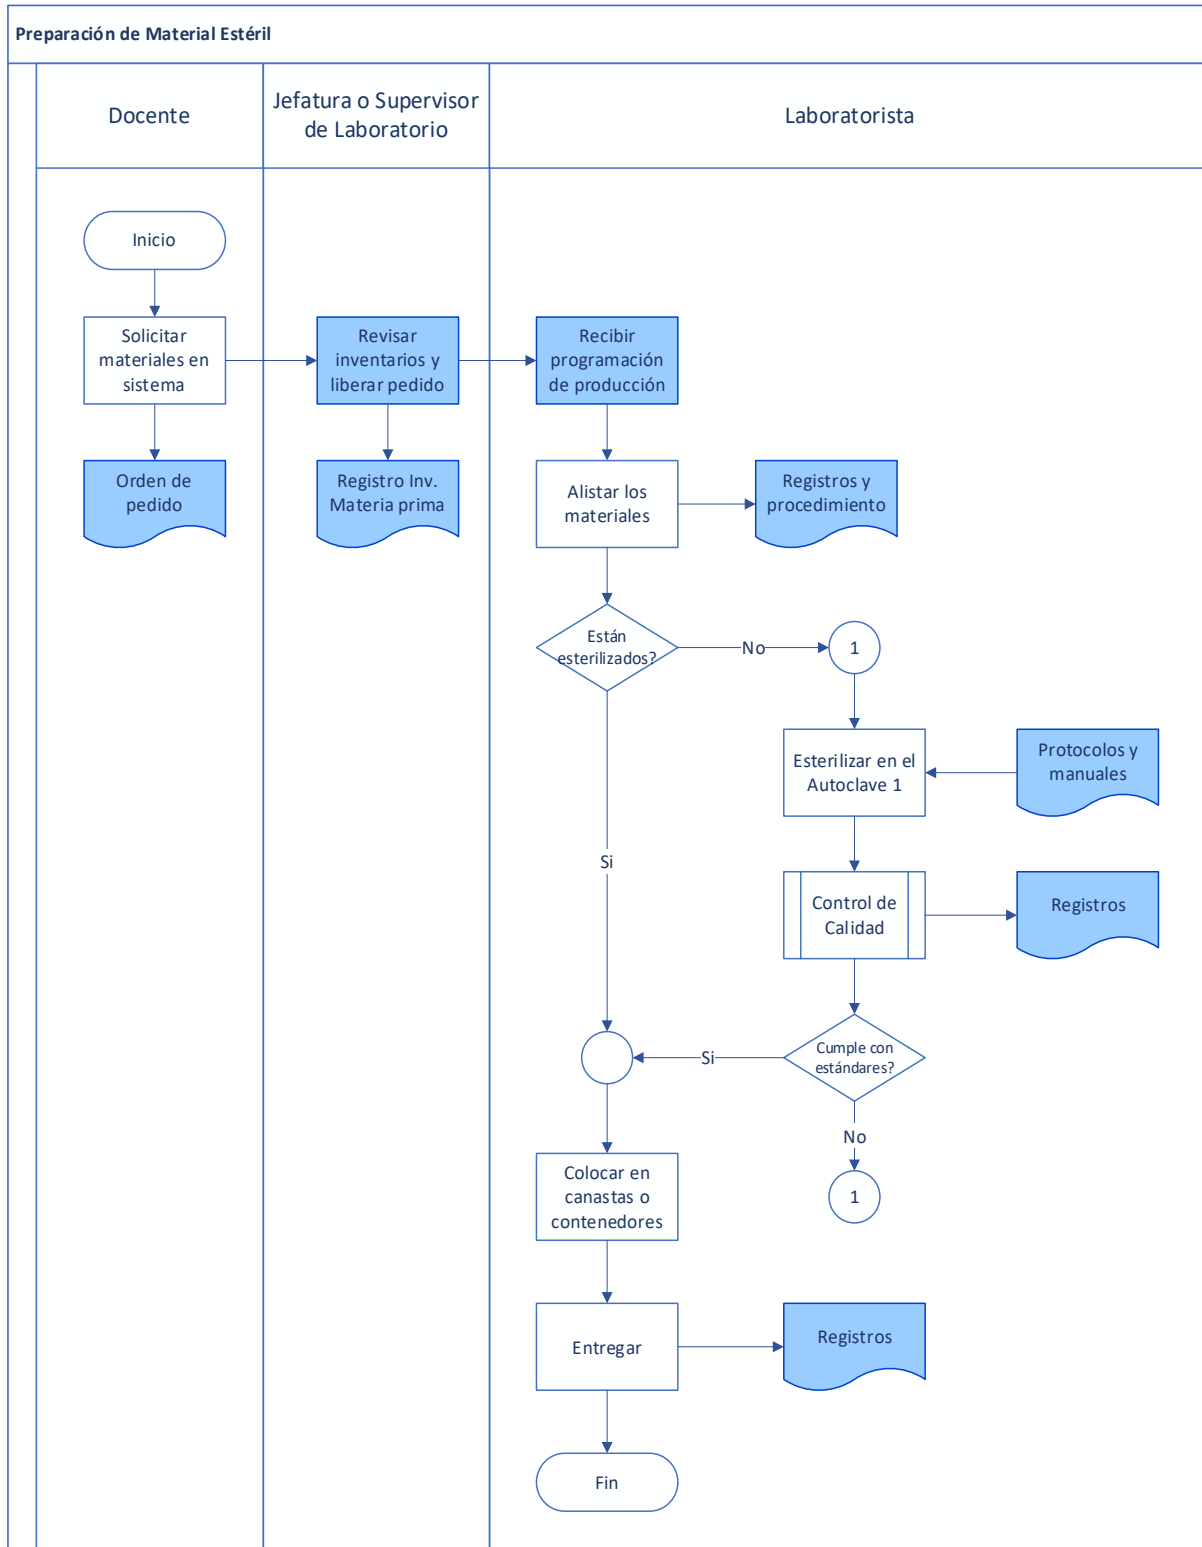 Preparación de Material Estéril
Docente
Jefatura o Supervisor
de Laboratorio
Laboratorista
Inicio
Solicitar
materiales en
sistema
Revisar
inventarios y
liberar pedido
Recibir
programación
de producción
Orden de
pedido
Registro Inv.
Materia prima
Alistar los
materiales
Registros y
procedimiento
Están
esterilizados?
No
1
Esterilizar en el
Autoclave 1
Protocolos y
manuales
Si
Control de
Calidad
Registros
Cumple con
estándares?
Si
No
1
Colocar en
canastas o
contenedores
Entregar
Registros
Fin